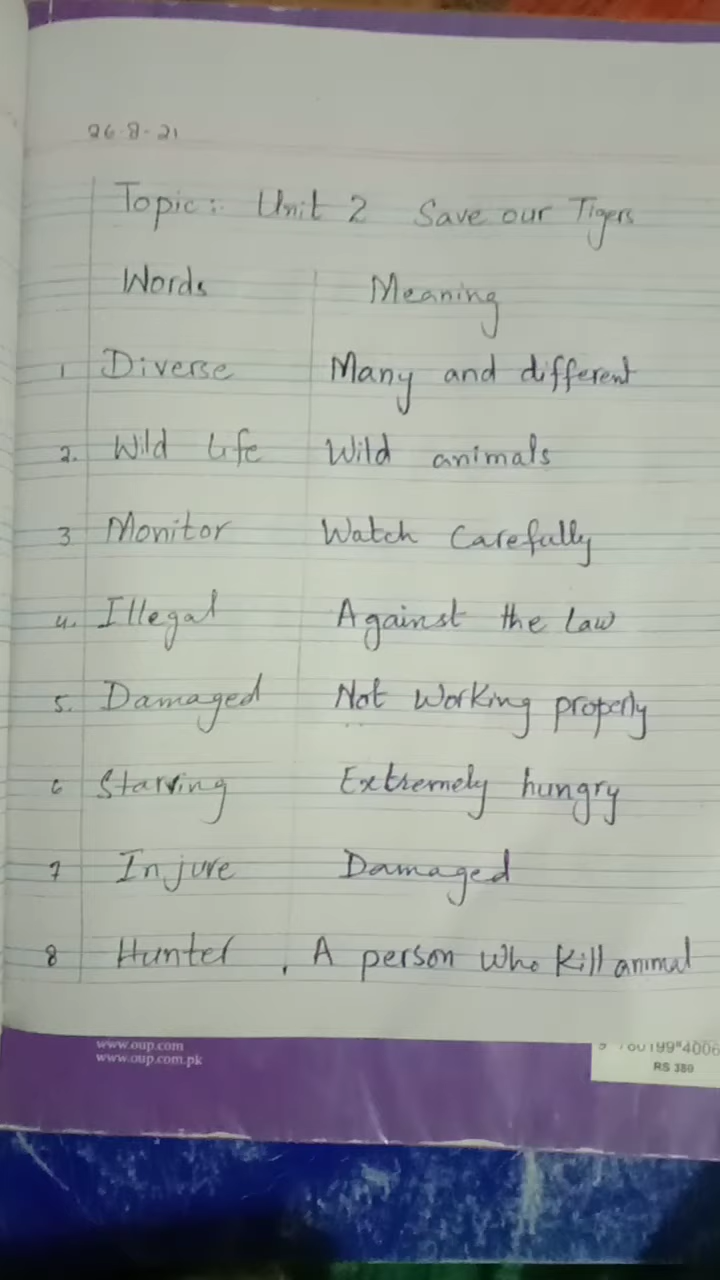 26-8-21
Topic: Unit 2 Save our Tigers
Words Meaning
1 Diverse Many and different
2. Wild life Wild animals
3 Monitor Watch Carefully
4. Illegal Against the Law
5. Damaged Not Working properly
6 Starving Extremely hungry
7 Injure Damaged
8 Hunter . A person Who Kill animal
www.oup.com
www.oup.com.pk
RS 380